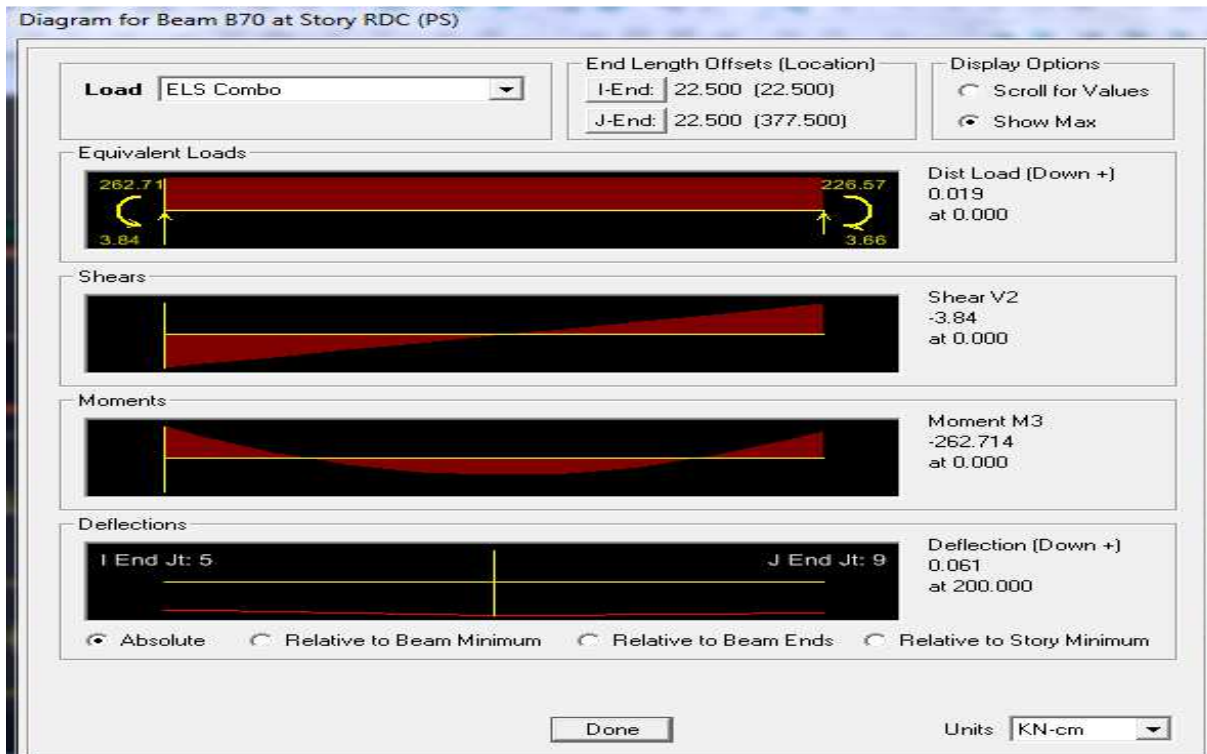 Diagram for Beam B70 at Story RDC (PS)
Load ELS Combo
End Length Offsets (Location)
I-End: 22.500 (22.500)
J-End: 22.500 (377.500)
Display Options
Scroll for Values
Show Max
Equivalent Loads
262.71 226.57
3.84 3.66
Dist Load (Down +)
0.019
at 0.000
Shears
Shear V2
-3.84
at 0.000
Moments
Moment M3
-262.714
at 0.000
Deflections
I End Jt: 5 J End Jt: 9
Deflection (Down +)
0.061
at 200.000
Absolute Relative to Beam Minimum Relative to Beam Ends Relative to Story Minimum
Done Units KN-cm